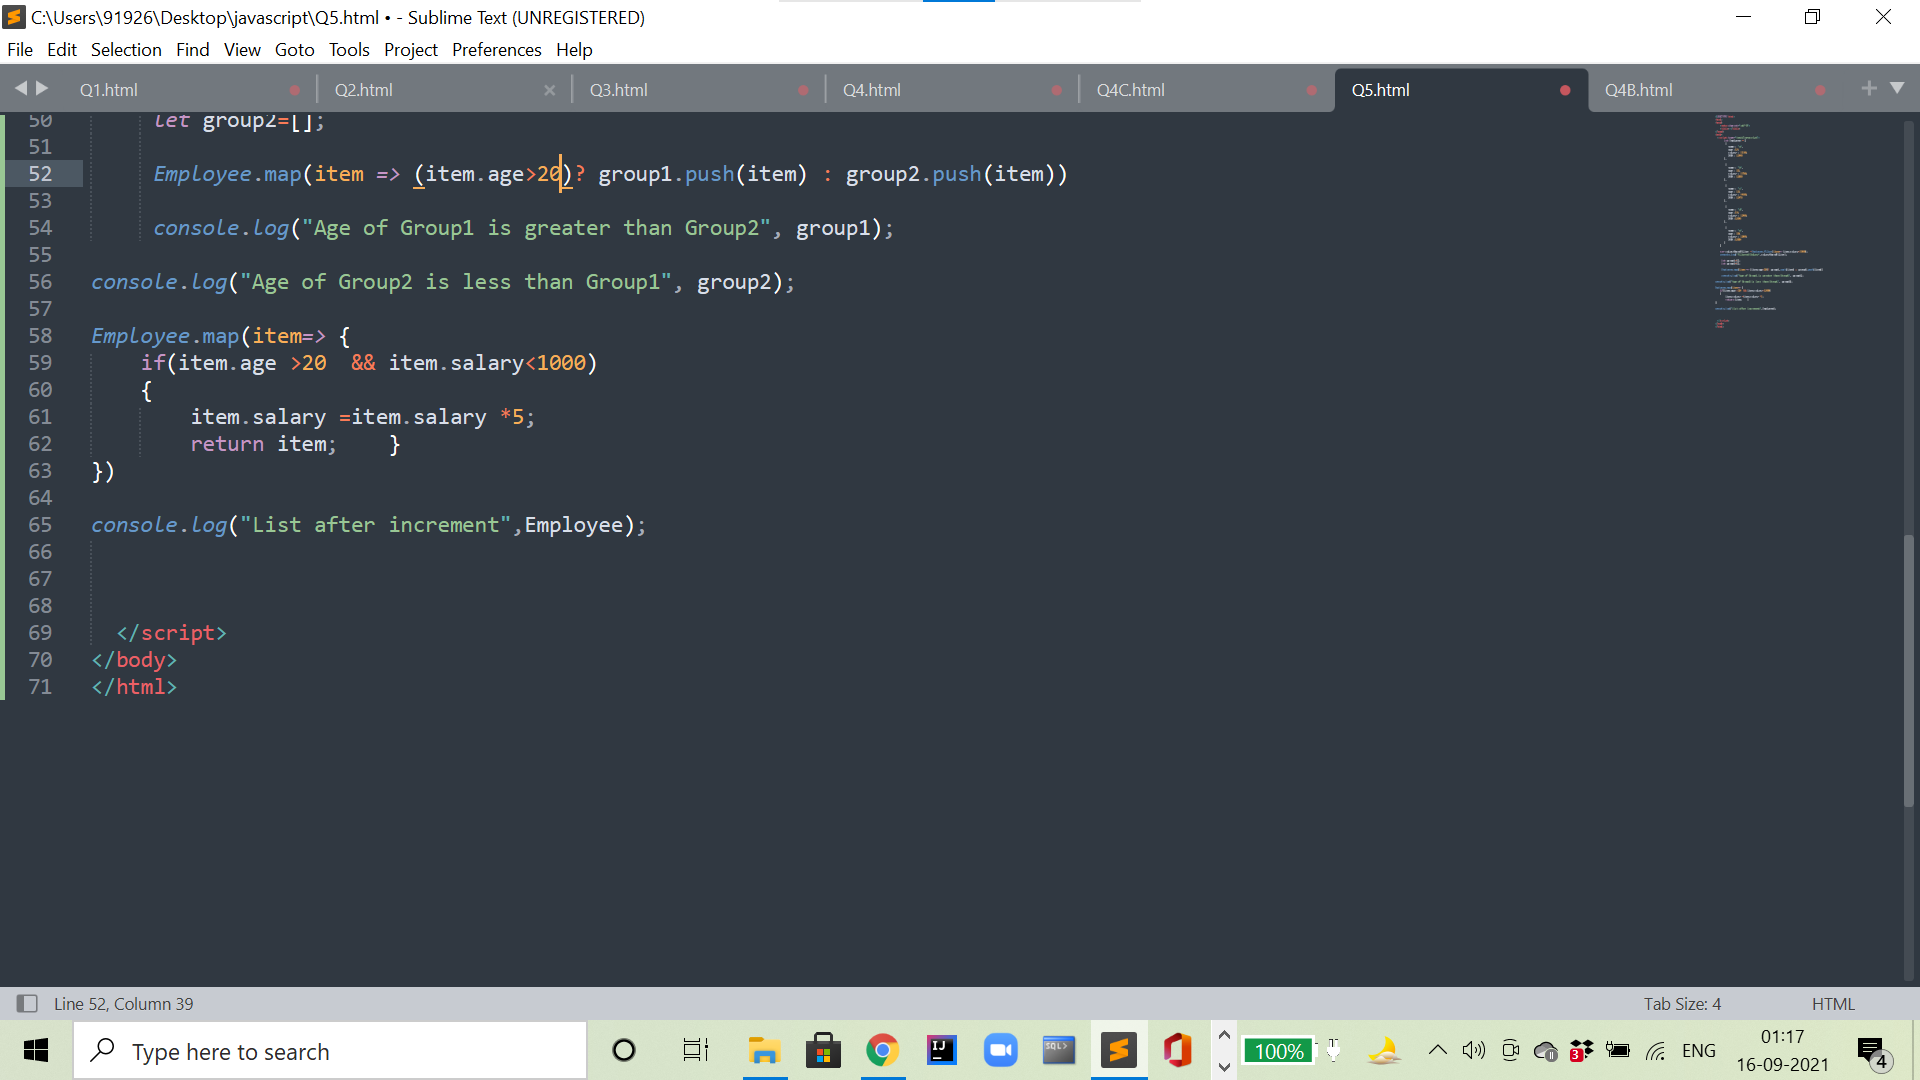 C:\Users\91926\Desktop\javascript\Q5.html • - Sublime Text (UNREGISTERED)
File Edit Selection Find View Goto Tools Project Preferences Help
Q1.html Q2.html Q3.html Q4.html Q4C.html Q5.html Q4B.html
50 let group2=[];
51
52 Employee.map(item => (item.age>20)? group1.push(item) : group2.push(item))
53
54 console.log("Age of Group1 is greater than Group2", group1);
55
56 console.log("Age of Group2 is less than Group1", group2);
57
58 Employee.map(item=> {
59 if(item.age >20  && item.salary<1000)
60 {
61 item.salary =item.salary *5;
62 return item;    }
63 })
64
65 console.log("List after increment",Employee);
66
67
68
69 </script>
70 </body>
71 </html>
Line 52, Column 39 Tab Size: 4 HTML
Type here to search
IJ
SQL>
100%
3
ENG
01:17
16-09-2021
4